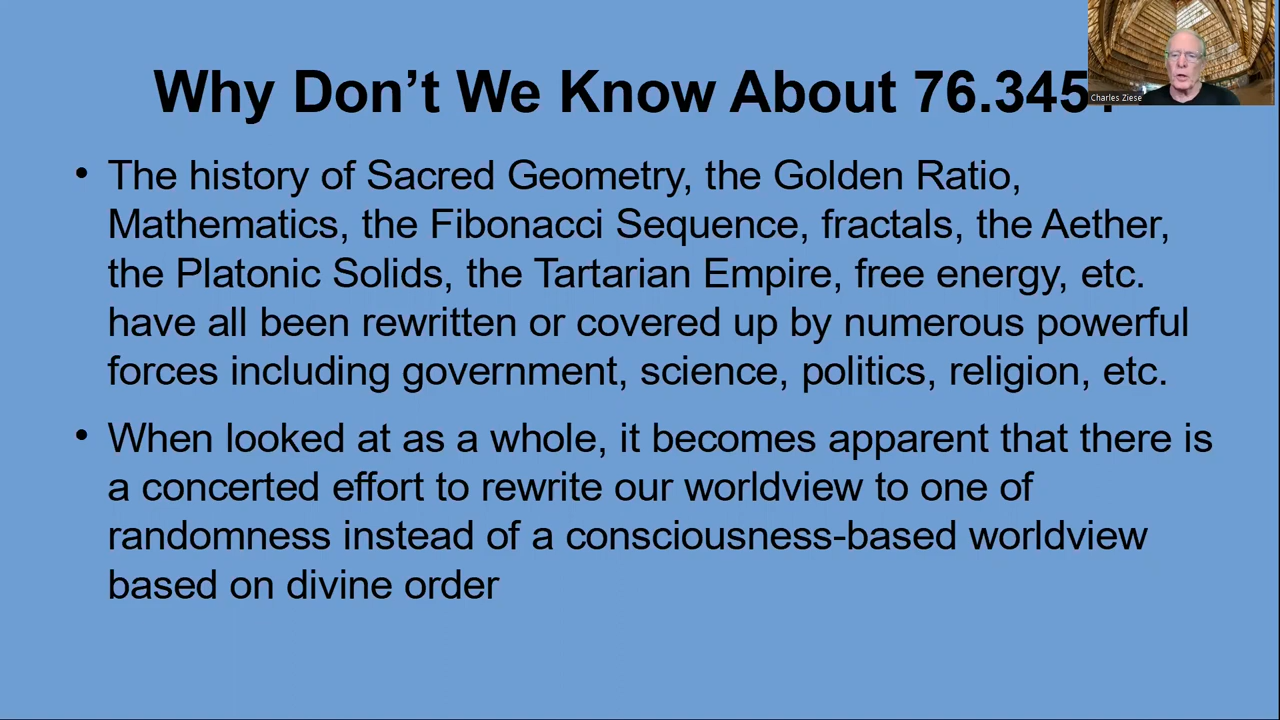 Why Don't We Know About 76.345?
Charles Ziese
• The history of Sacred Geometry, the Golden Ratio,
Mathematics, the Fibonacci Sequence, fractals, the Aether,
the Platonic Solids, the Tartarian Empire, free energy, etc.
have all been rewritten or covered up by numerous powerful
forces including government, science, politics, religion, etc.
• When looked at as a whole, it becomes apparent that there is
a concerted effort to rewrite our worldview to one of
randomness instead of a consciousness-based worldview
based on divine order